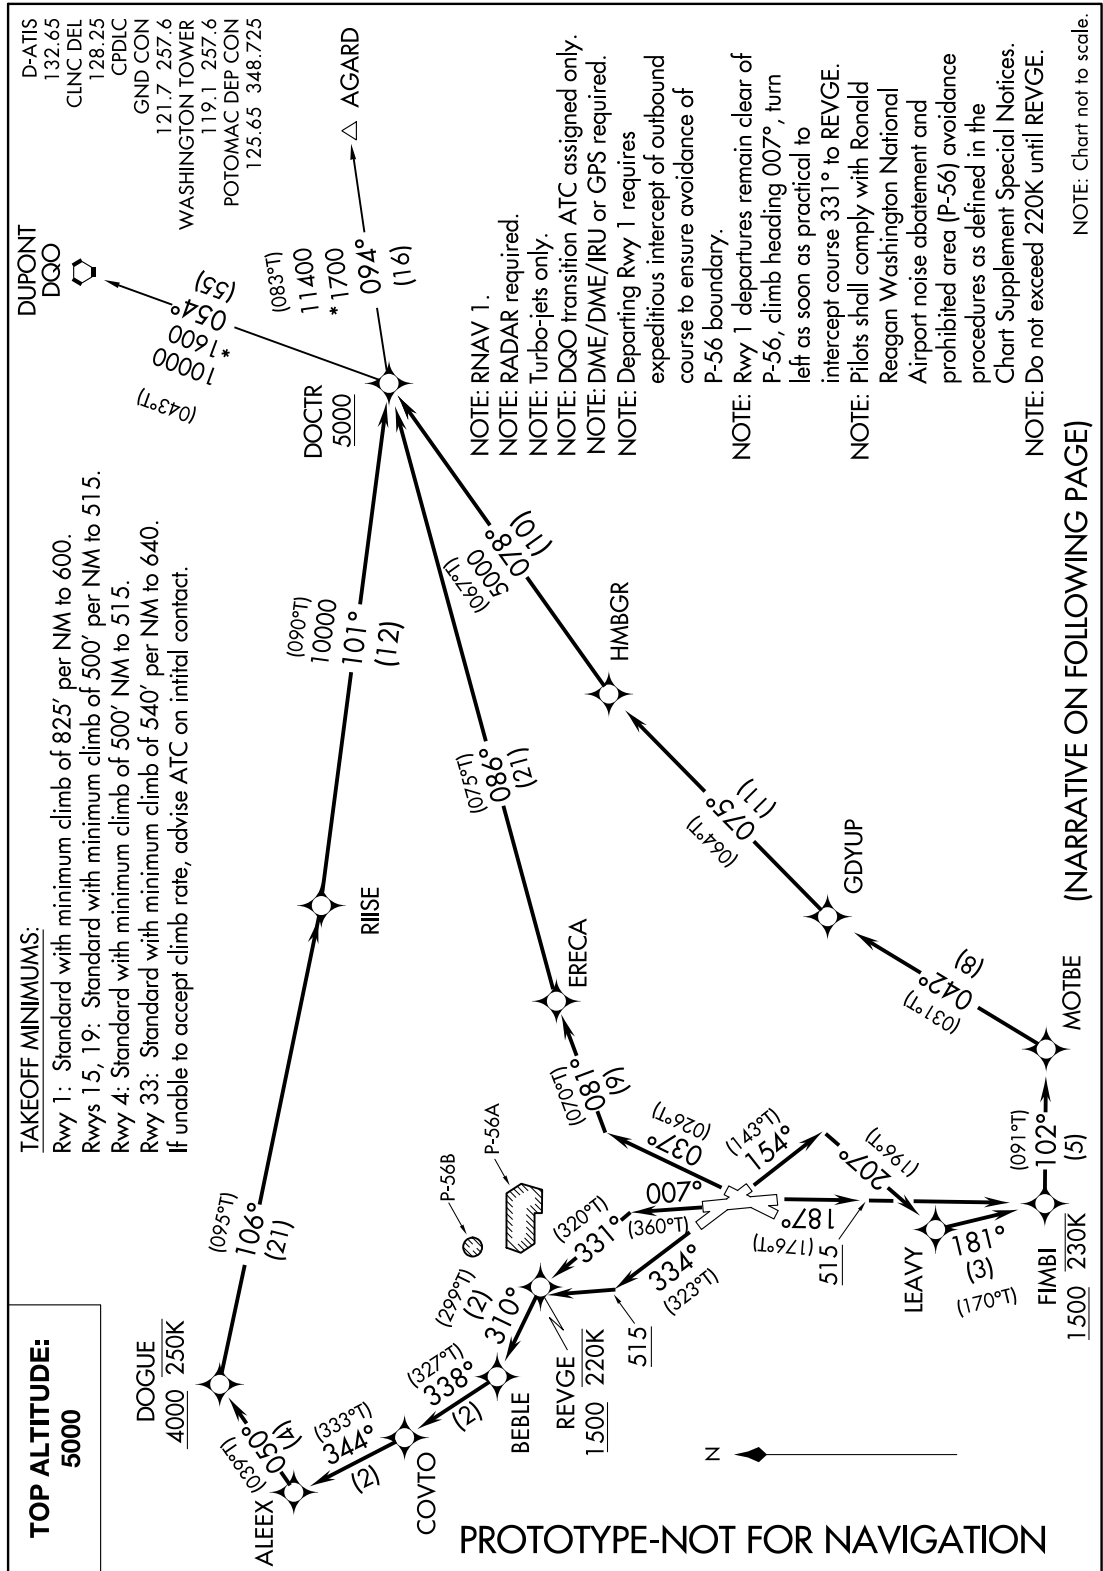 TOP ALTITUDE:
5000
TAKEOFF MINIMUMS:
Rwy 1: Standard with minimum climb of 825' per NM to 600.
Rwys 15, 19: Standard with minimum climb of 500' per NM to 515.
Rwy 4: Standard with minimum climb of 500' NM to 515.
Rwy 33: Standard with minimum climb of 540' per NM to 640.
If unable to accept climb rate, advise ATC on intital contact.
D-ATIS
132.65
CLNC DEL
128.25
CPDLC
GND CON
121.7 257.6
WASHINGTON TOWER
119.1 257.6
POTOMAC DEP CON
125.65 348.725
DUPONT
DQO
(043°T)
10000
*1600
054°
(55)
AGARD
(083°T)
11400
*1700
094°
(16)
DOCTR
5000
DOGUE
4000 250K
(095°T)
106°
(21)
RIISE
(090°T)
10000
101°
(12)
ALEEX
(039°T)
050°
(4)
(333°T)
344°
(2)
COVTO
(327°T)
338°
(2)
BEBLE
(299°T)
(2)
310°
REVGE
1500 220K
P-56B
P-56A
(320°T)
331°
515
334°
(323°T)
007°
(360°T)
037°
(026°T)
(070°T)
081°
(6)
ERECA
(075°T)
086°
(21)
(143°T)
154°
207°
(196°T)
187°
(176°T)
515
LEAVY
181°
(3)
(170°T)
FIMBI
1500 230K
(091°T)
102°
(5)
MOTBE
(031°T)
042°
(8)
GDYUP
(064°T)
075°
(11)
HMBGR
(067°T)
5000
078°
(10)
NOTE: RNAV 1.
NOTE: RADAR required.
NOTE: Turbo-jets only.
NOTE: DQO transition ATC assigned only.
NOTE: DME/DME/IRU or GPS required.
NOTE: Departing Rwy 1 requires
expeditious intercept of outbound
course to ensure avoidance of
P-56 boundary.
NOTE: Rwy 1 departures remain clear of
P-56, climb heading 007°, turn
left as soon as practical to
intercept course 331° to REVGE.
NOTE: Pilots shall comply with Ronald
Reagan Washington National
Airport noise abatement and
prohibited area (P-56) avoidance
procedures as defined in the
Chart Supplement Special Notices.
NOTE: Do not exceed 220K until REVGE.
NOTE: Chart not to scale.
N
(NARRATIVE ON FOLLOWING PAGE)
PROTOTYPE-NOT FOR NAVIGATION